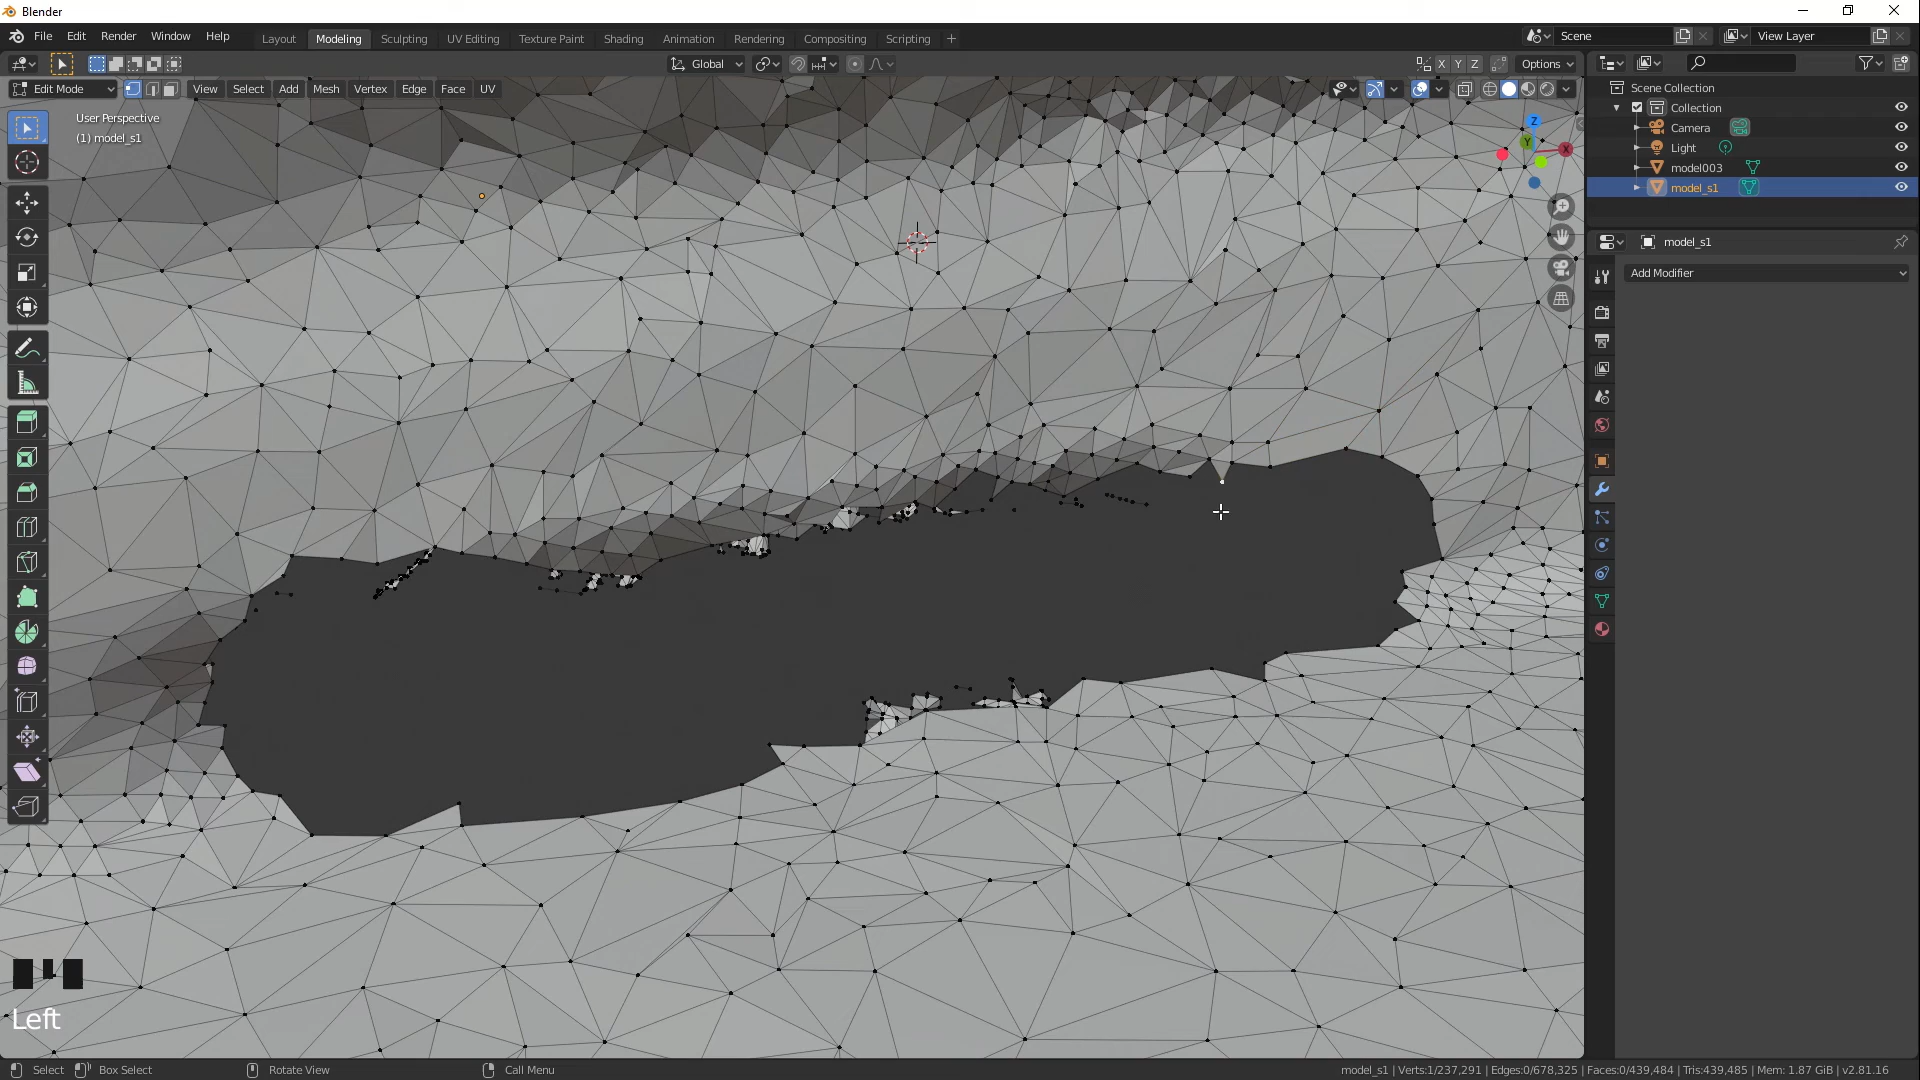 Blender
File Edit Render Window Help
Layout Modeling Sculpting UV Editing Texture Paint Shading Animation Rendering Compositing Scripting +
Scene
View Layer
Global
X Y Z
Options
Edit Mode
View Select Add Mesh Vertex Edge Face UV
User Perspective
(1) model_s1
Z
Y
X
Scene Collection
Collection
Camera
Light
model003
model_s1
model_s1
Add Modifier
Left
Select
Box Select
Rotate View
Call Menu
model_s1 | Verts:1/237,291 | Edges:0/678,325 | Faces:0/439,484 | Tris:439,485 | Mem: 1.87 GiB | v2.81.16